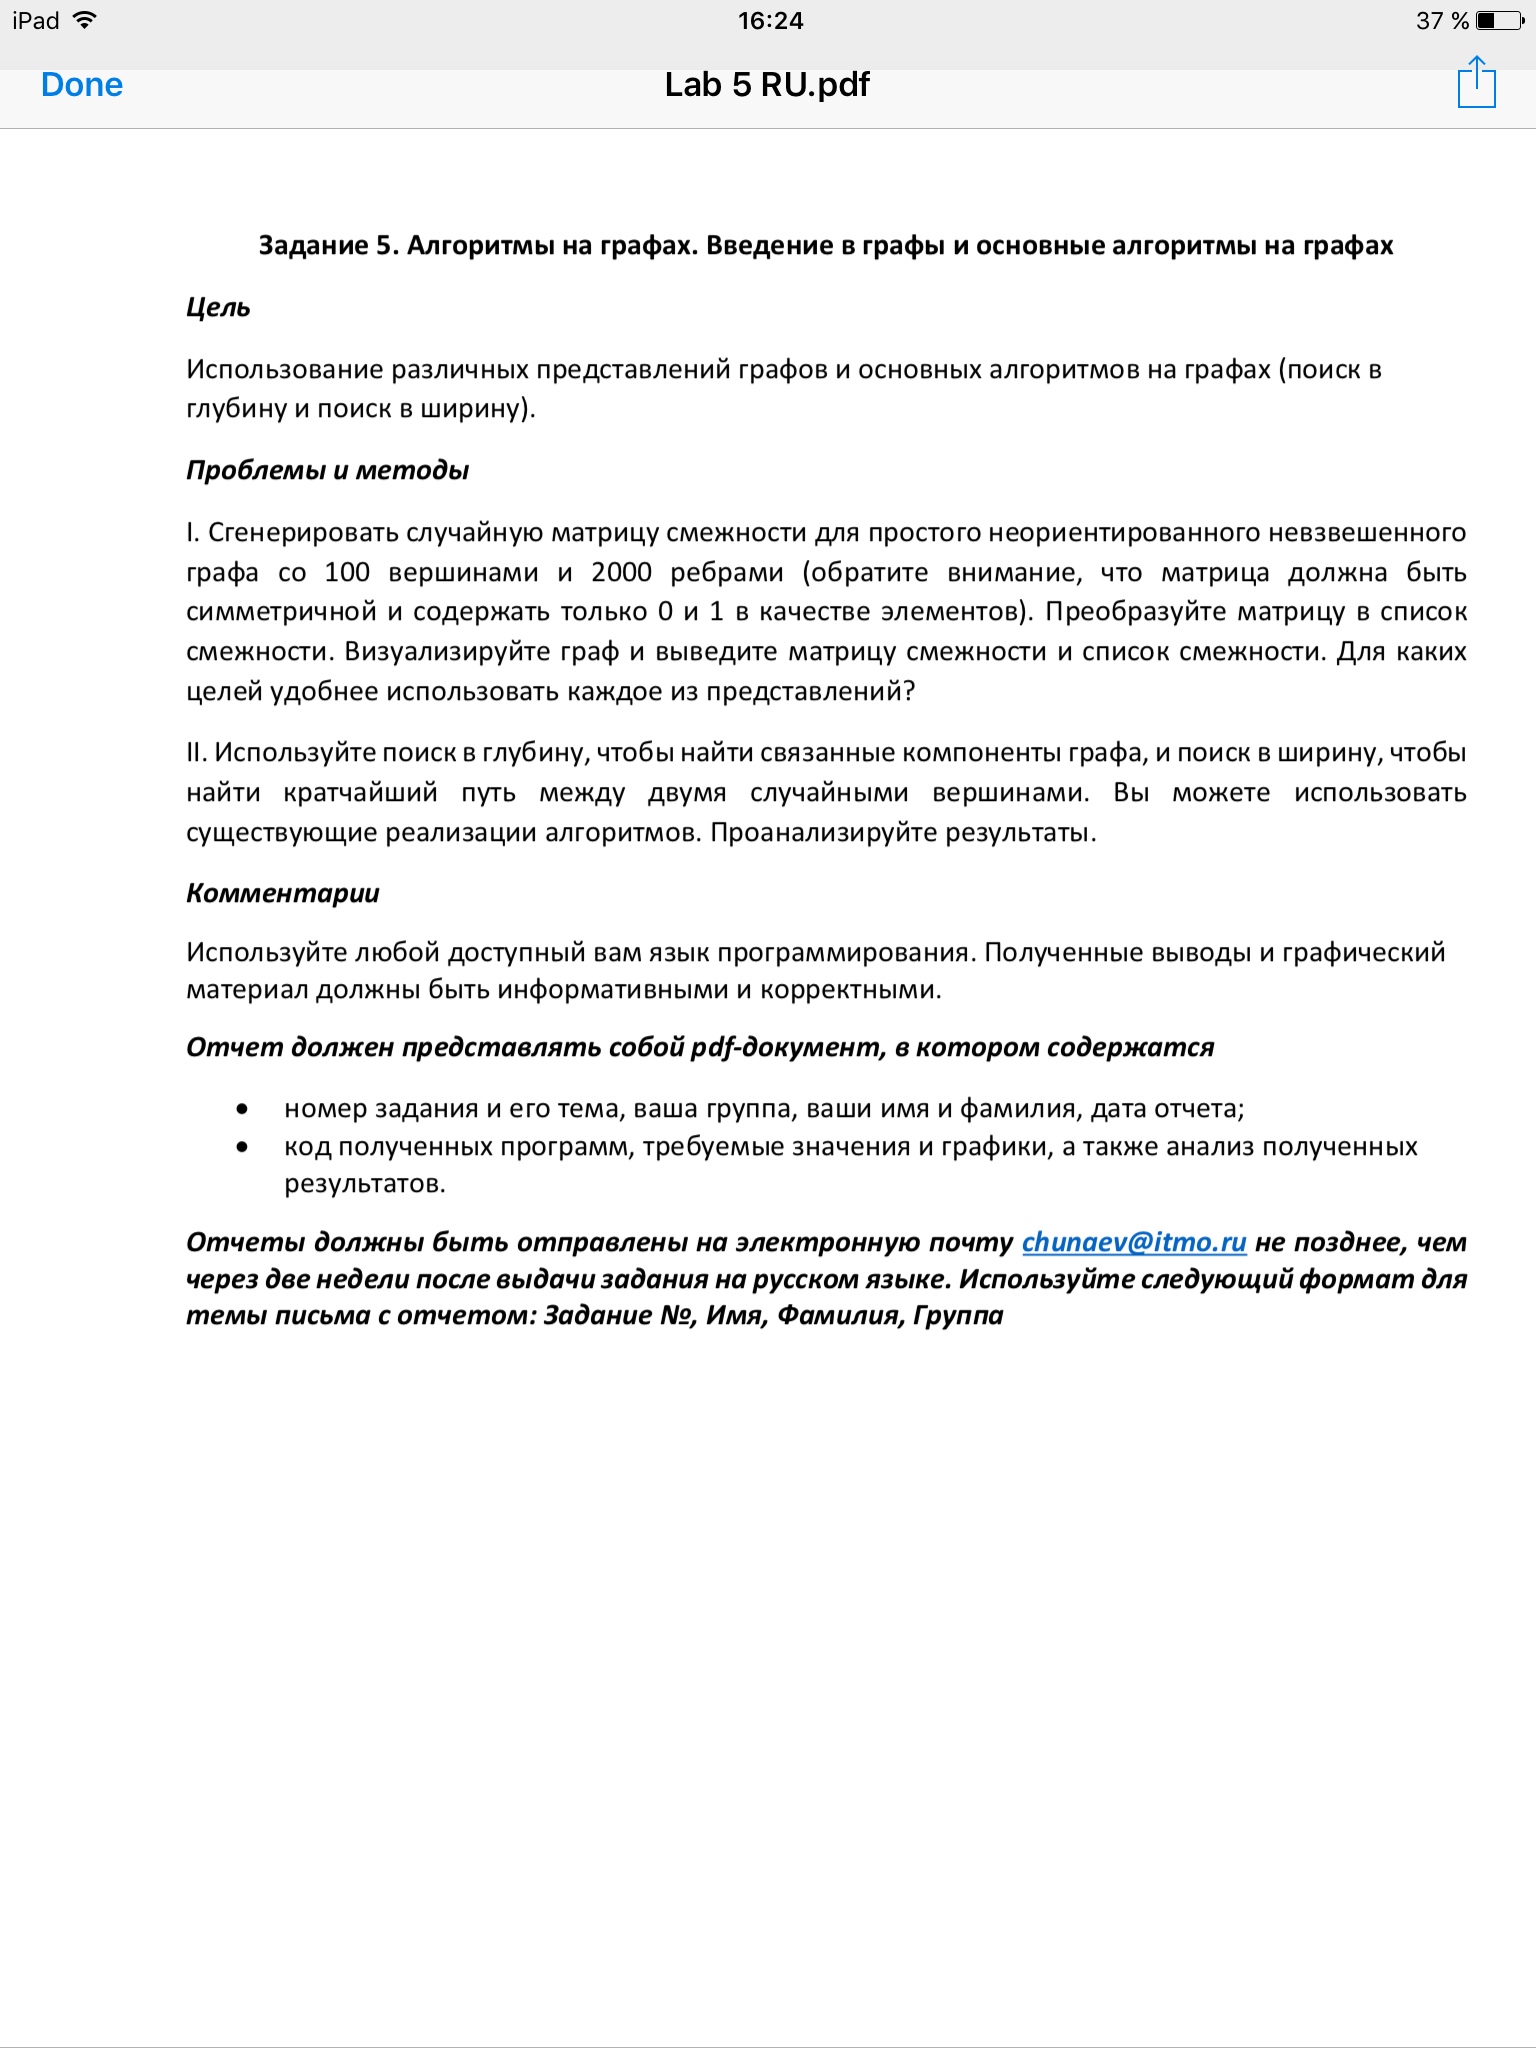 iPad 16:24 37 %
Done Lab 5 RU.pdf
Задание 5. Алгоритмы на графах. Введение в графы и основные алгоритмы на графах
Цель
Использование различных представлений графов и основных алгоритмов на графах (поиск в
глубину и поиск в ширину).
Проблемы и методы
I. Сгенерировать случайную матрицу смежности для простого неориентированного невзвешенного
графа со 100 вершинами и 2000 ребрами (обратите внимание, что матрица должна быть
симметричной и содержать только 0 и 1 в качестве элементов). Преобразуйте матрицу в список
смежности. Визуализируйте граф и выведите матрицу смежности и список смежности. Для каких
целей удобнее использовать каждое из представлений?
II. Используйте поиск в глубину, чтобы найти связанные компоненты графа, и поиск в ширину, чтобы
найти кратчайший путь между двумя случайными вершинами. Вы можете использовать
существующие реализации алгоритмов. Проанализируйте результаты.
Комментарии
Используйте любой доступный вам язык программирования. Полученные выводы и графический
материал должны быть информативными и корректными.
Отчет должен представлять собой pdf-документ, в котором содержатся
• номер задания и его тема, ваша группа, ваши имя и фамилия, дата отчета;
• код полученных программ, требуемые значения и графики, а также анализ полученных
результатов.
Отчеты должны быть отправлены на электронную почту chunaev@itmo.ru не позднее, чем
через две недели после выдачи задания на русском языке. Используйте следующий формат для
темы письма с отчетом: Задание №, Имя, Фамилия, Группа